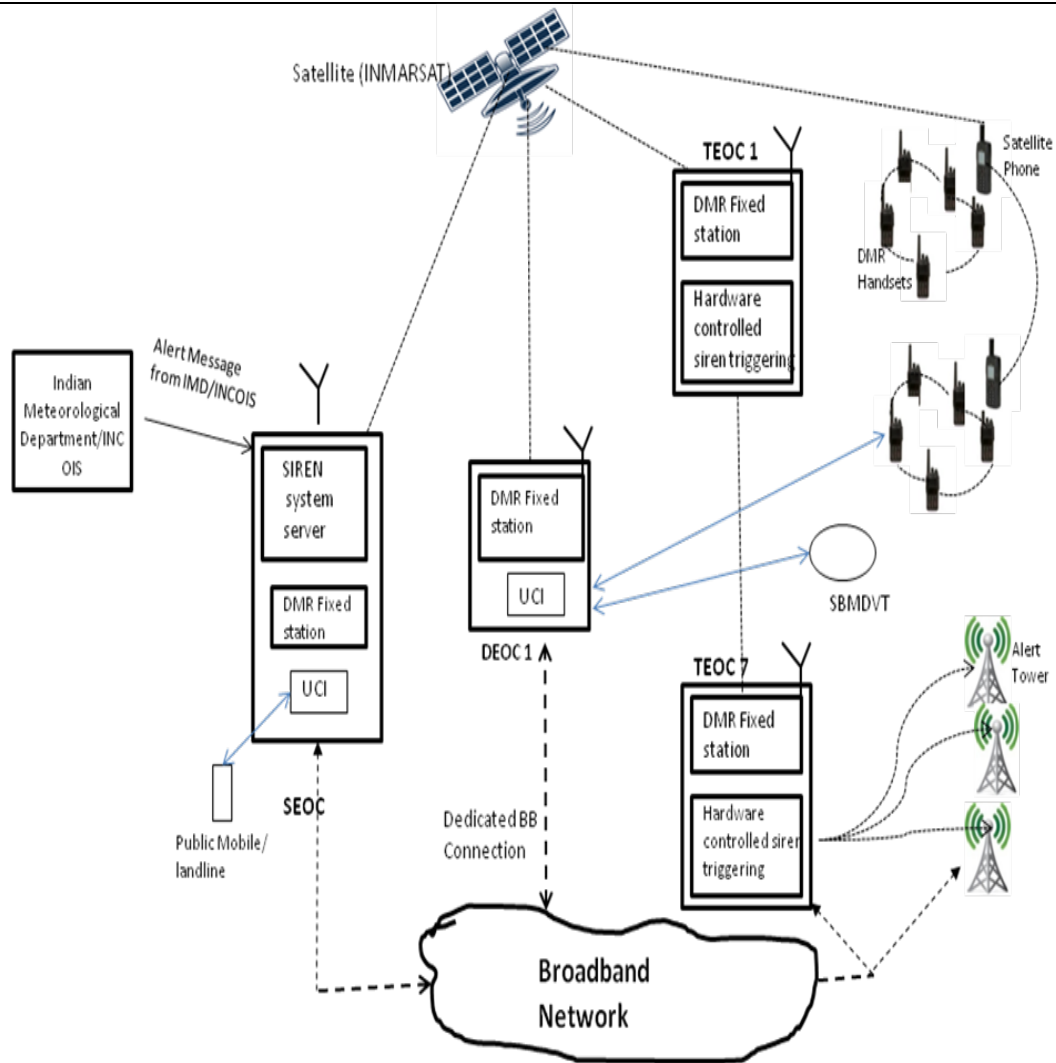 Satellite (INMARSAT)
TEOC 1
DMR Fixed
station
Hardware
controlled
siren triggering
Satellite
Phone
DMR
Handsets
Alert Message
from IMD/INCOIS
Indian
Meteorological
Department/INC
OIS
SIREN
system
server
DMR Fixed
station
UCI
SEOC
Public Mobile/
landline
DMR Fixed
station
UCI
DEOC 1
SBMDVT
Dedicated BB
Connection
TEOC 7
DMR Fixed
station
Hardware
controlled siren
triggering
Alert
Tower
Broadband
Network